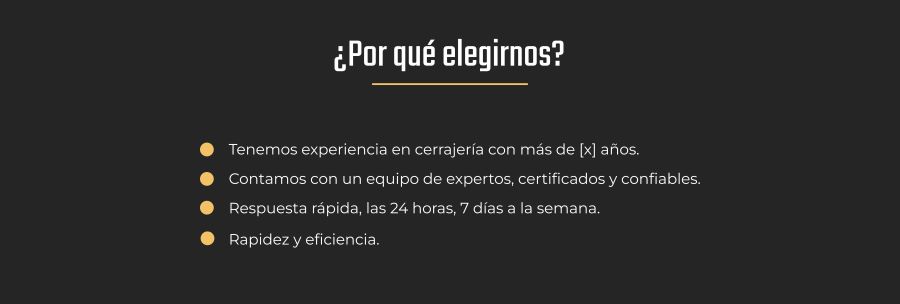 ¿Por qué elegirnos?
Tenemos experiencia en cerrajería con más de [x] años.
Contamos con un equipo de expertos, certificados y confiables.
Respuesta rápida, las 24 horas, 7 días a la semana.
Rapidez y eficiencia.